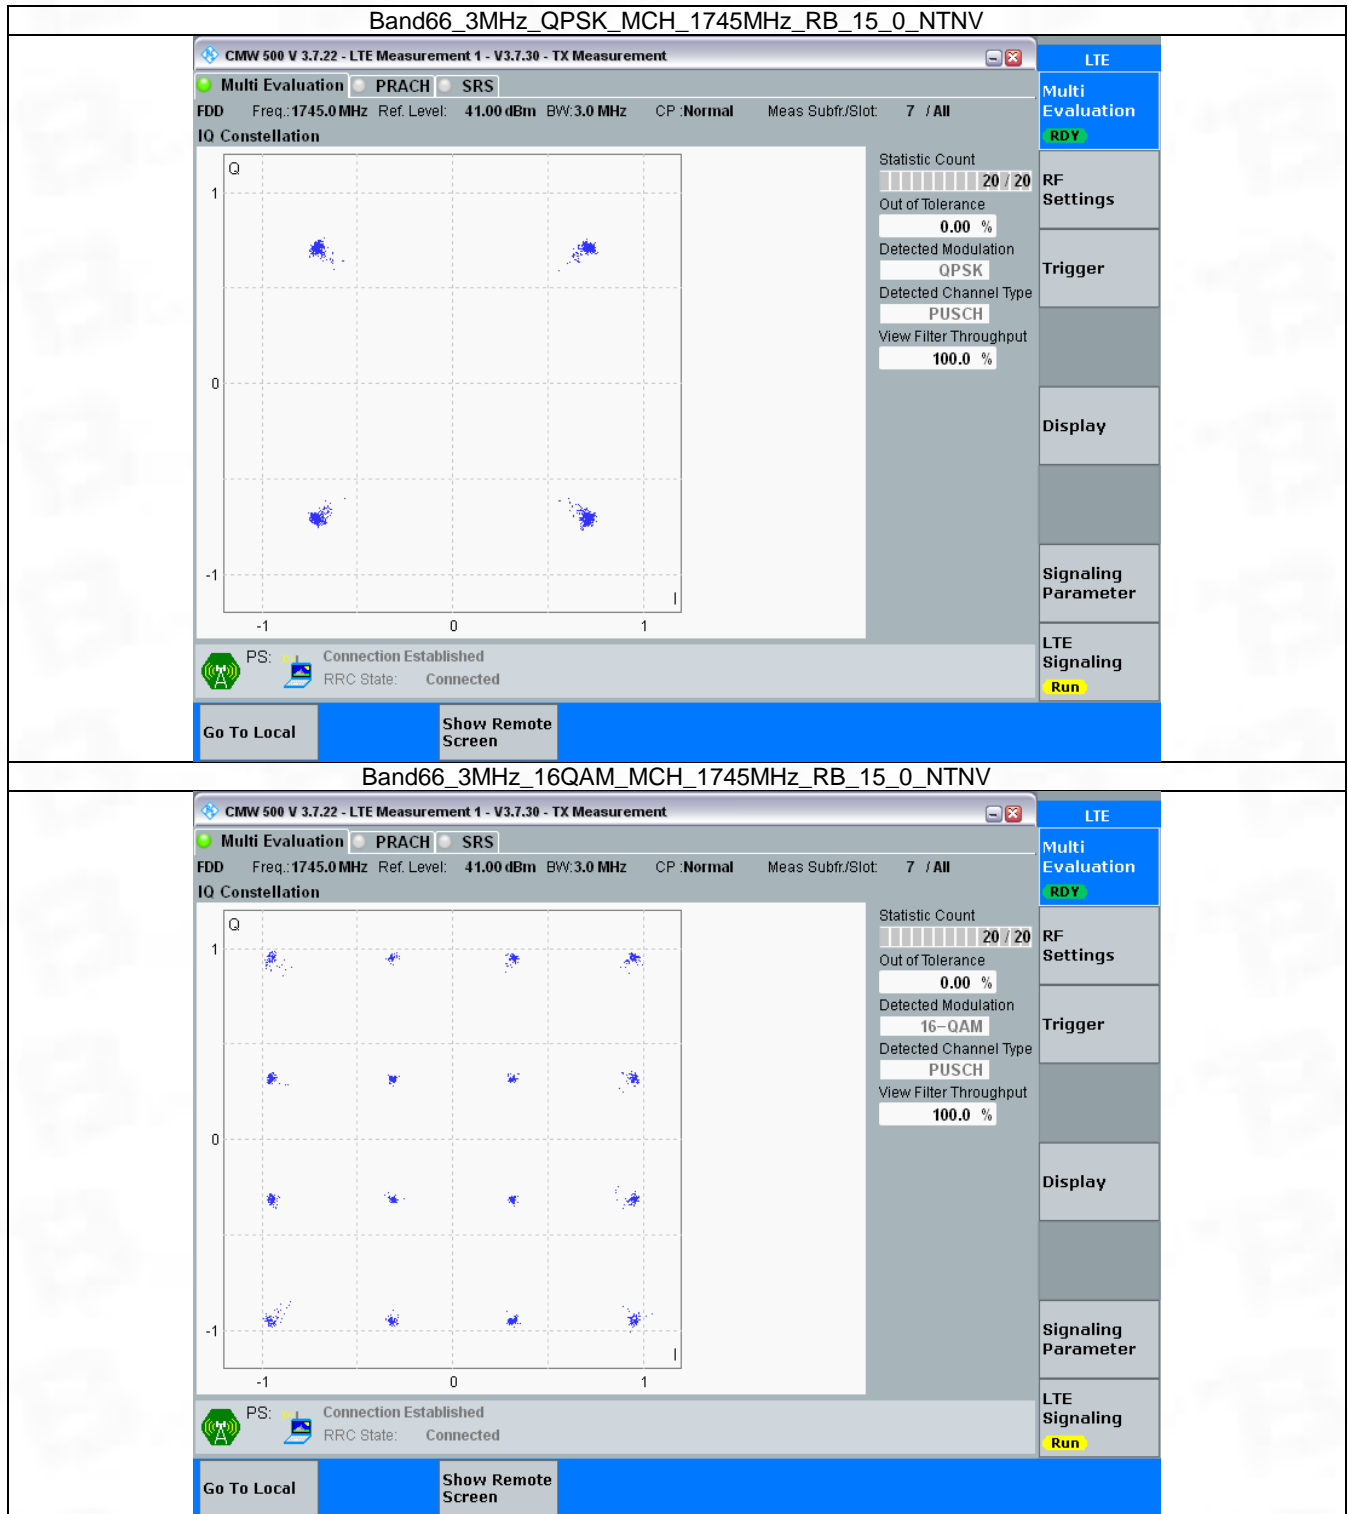 Band66_3MHz_QPSK_MCH_1745MHz_RB_15_0_NTNV
CMW 500 V 3.7.22 - LTE Measurement 1 - V3.7.30 - TX Measurement
LTE
Multi Evaluation PRACH SRS
FDD Freq.:1745.0 MHz Ref. Level: 41.00 dBm BW:3.0 MHz CP :Normal Meas Subfr./Slot: 7 / All
IQ Constellation
Q
1
0
-1
I
-1 0 1
Statistic Count
20 / 20
Out of Tolerance
0.00 %
Detected Modulation
QPSK
Detected Channel Type
PUSCH
View Filter Throughput
100.0 %
Multi
Evaluation
RDY
RF
Settings
Trigger
Display
Signaling
Parameter
LTE
Signaling
Run
PS: Connection Established
RRC State: Connected
Go To Local
Show Remote
Screen
Band66_3MHz_16QAM_MCH_1745MHz_RB_15_0_NTNV
CMW 500 V 3.7.22 - LTE Measurement 1 - V3.7.30 - TX Measurement
LTE
Multi Evaluation PRACH SRS
FDD Freq.:1745.0 MHz Ref. Level: 41.00 dBm BW:3.0 MHz CP :Normal Meas Subfr./Slot: 7 / All
IQ Constellation
Q
1
0
-1
I
-1 0 1
Statistic Count
20 / 20
Out of Tolerance
0.00 %
Detected Modulation
16-QAM
Detected Channel Type
PUSCH
View Filter Throughput
100.0 %
Multi
Evaluation
RDY
RF
Settings
Trigger
Display
Signaling
Parameter
LTE
Signaling
Run
PS: Connection Established
RRC State: Connected
Go To Local
Show Remote
Screen